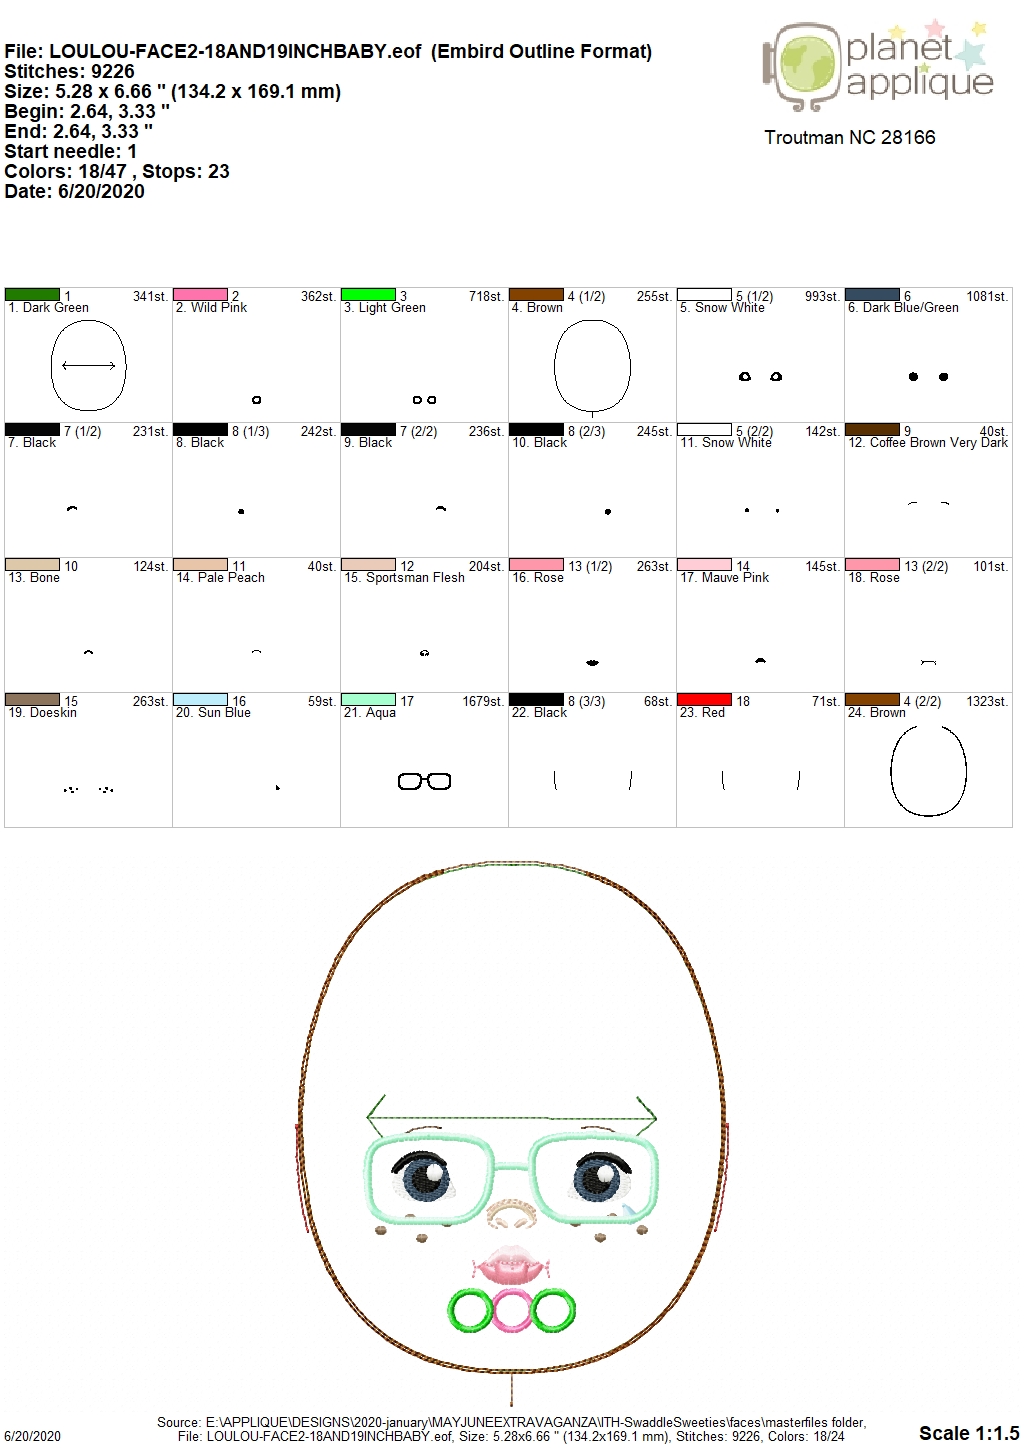 File: LOULOU-FACE2-18AND19INCHBABY.eof  (Embird Outline Format)
Stitches: 9226
Size: 5.28 x 6.66 " (134.2 x 169.1 mm)
Begin: 2.64, 3.33 "
End: 2.64, 3.33 "
Start needle: 1
Colors: 18/47 , Stops: 23
Date: 6/20/2020
planet
applique
Troutman NC 28166
1 341st.
1. Dark Green
2 362st.
2. Wild Pink
3 718st.
3. Light Green
4 (1/2) 255st.
4. Brown
5 (1/2) 993st.
5. Snow White
6 1081st.
6. Dark Blue/Green
7 (1/2) 231st.
7. Black
8 (1/3) 242st.
8. Black
7 (2/2) 236st.
9. Black
8 (2/3) 245st.
10. Black
5 (2/2) 142st.
11. Snow White
9 40st.
12. Coffee Brown Very Dark
10 124st.
13. Bone
11 40st.
14. Pale Peach
12 204st.
15. Sportsman Flesh
13 (1/2) 263st.
16. Rose
14 145st.
17. Mauve Pink
13 (2/2) 101st.
18. Rose
15 263st.
19. Doeskin
16 59st.
20. Sun Blue
17 1679st.
21. Aqua
8 (3/3) 68st.
22. Black
18 71st.
23. Red
4 (2/2) 1323st.
24. Brown
Source: E:\APPLIQUE\DESIGNS\2020-january\MAYJUNEEXTRAVAGANZA\ITH-SwaddleSweeties\faces\masterfiles folder,
6/20/2020 File: LOULOU-FACE2-18AND19INCHBABY.eof, Size: 5.28x6.66 " (134.2x169.1 mm), Stitches: 9226, Colors: 18/24 Scale 1:1.5